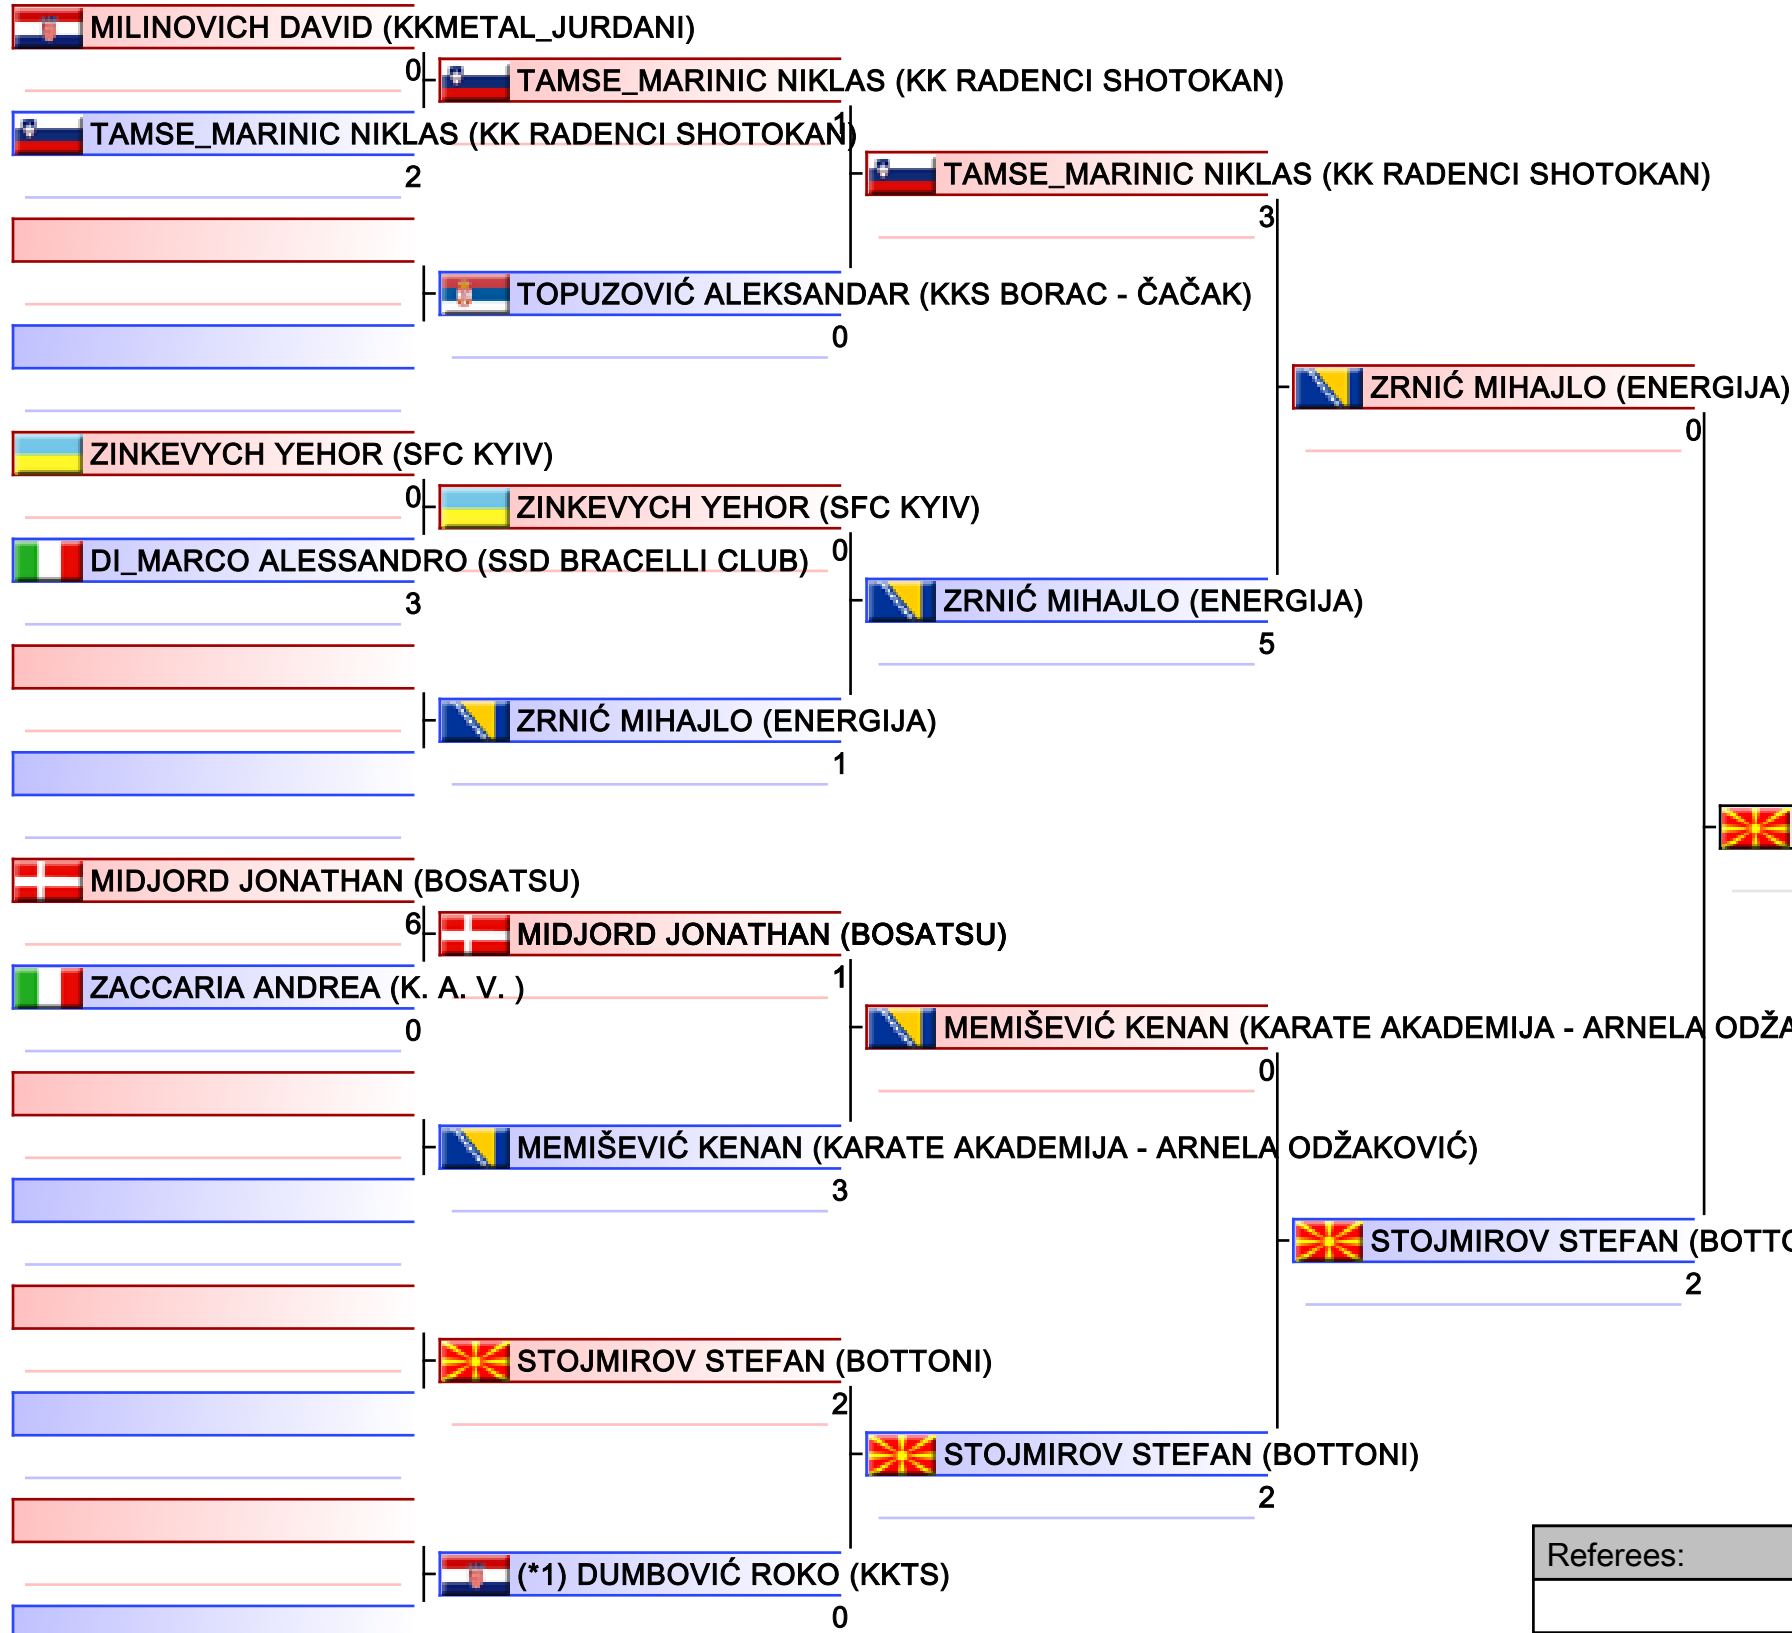 MILINOVICH DAVID (KKMETAL_JURDANI)
0
TAMSE_MARINIC NIKLAS (KK RADENCI SHOTOKAN)
2
ZINKEVYCH YEHOR (SFC KYIV)
0
DI_MARCO ALESSANDRO (SSD BRACELLI CLUB)
3
MIDJORD JONATHAN (BOSATSU)
6
ZACCARIA ANDREA (K. A. V. )
0
TAMSE_MARINIC NIKLAS (KK RADENCI SHOTOKAN)
1
TOPUZOVIĆ ALEKSANDAR (KKS BORAC - ČAČAK)
0
ZINKEVYCH YEHOR (SFC KYIV)
0
ZRNIĆ MIHAJLO (ENERGIJA)
1
MIDJORD JONATHAN (BOSATSU)
1
MEMIŠEVIĆ KENAN (KARATE AKADEMIJA - ARNELA ODŽAKOVIĆ)
3
STOJMIROV STEFAN (BOTTONI)
2
(*1) DUMBOVIĆ ROKO (KKTS)
0
TAMSE_MARINIC NIKLAS (KK RADENCI SHOTOKAN)
3
ZRNIĆ MIHAJLO (ENERGIJA)
5
MEMIŠEVIĆ KENAN (KARATE AKADEMIJA - ARNELA ODŽA
0
STOJMIROV STEFAN (BOTTONI)
2
ZRNIĆ MIHAJLO (ENERGIJA)
0
STOJMIROV STEFAN (BOTTO
2
Referees: